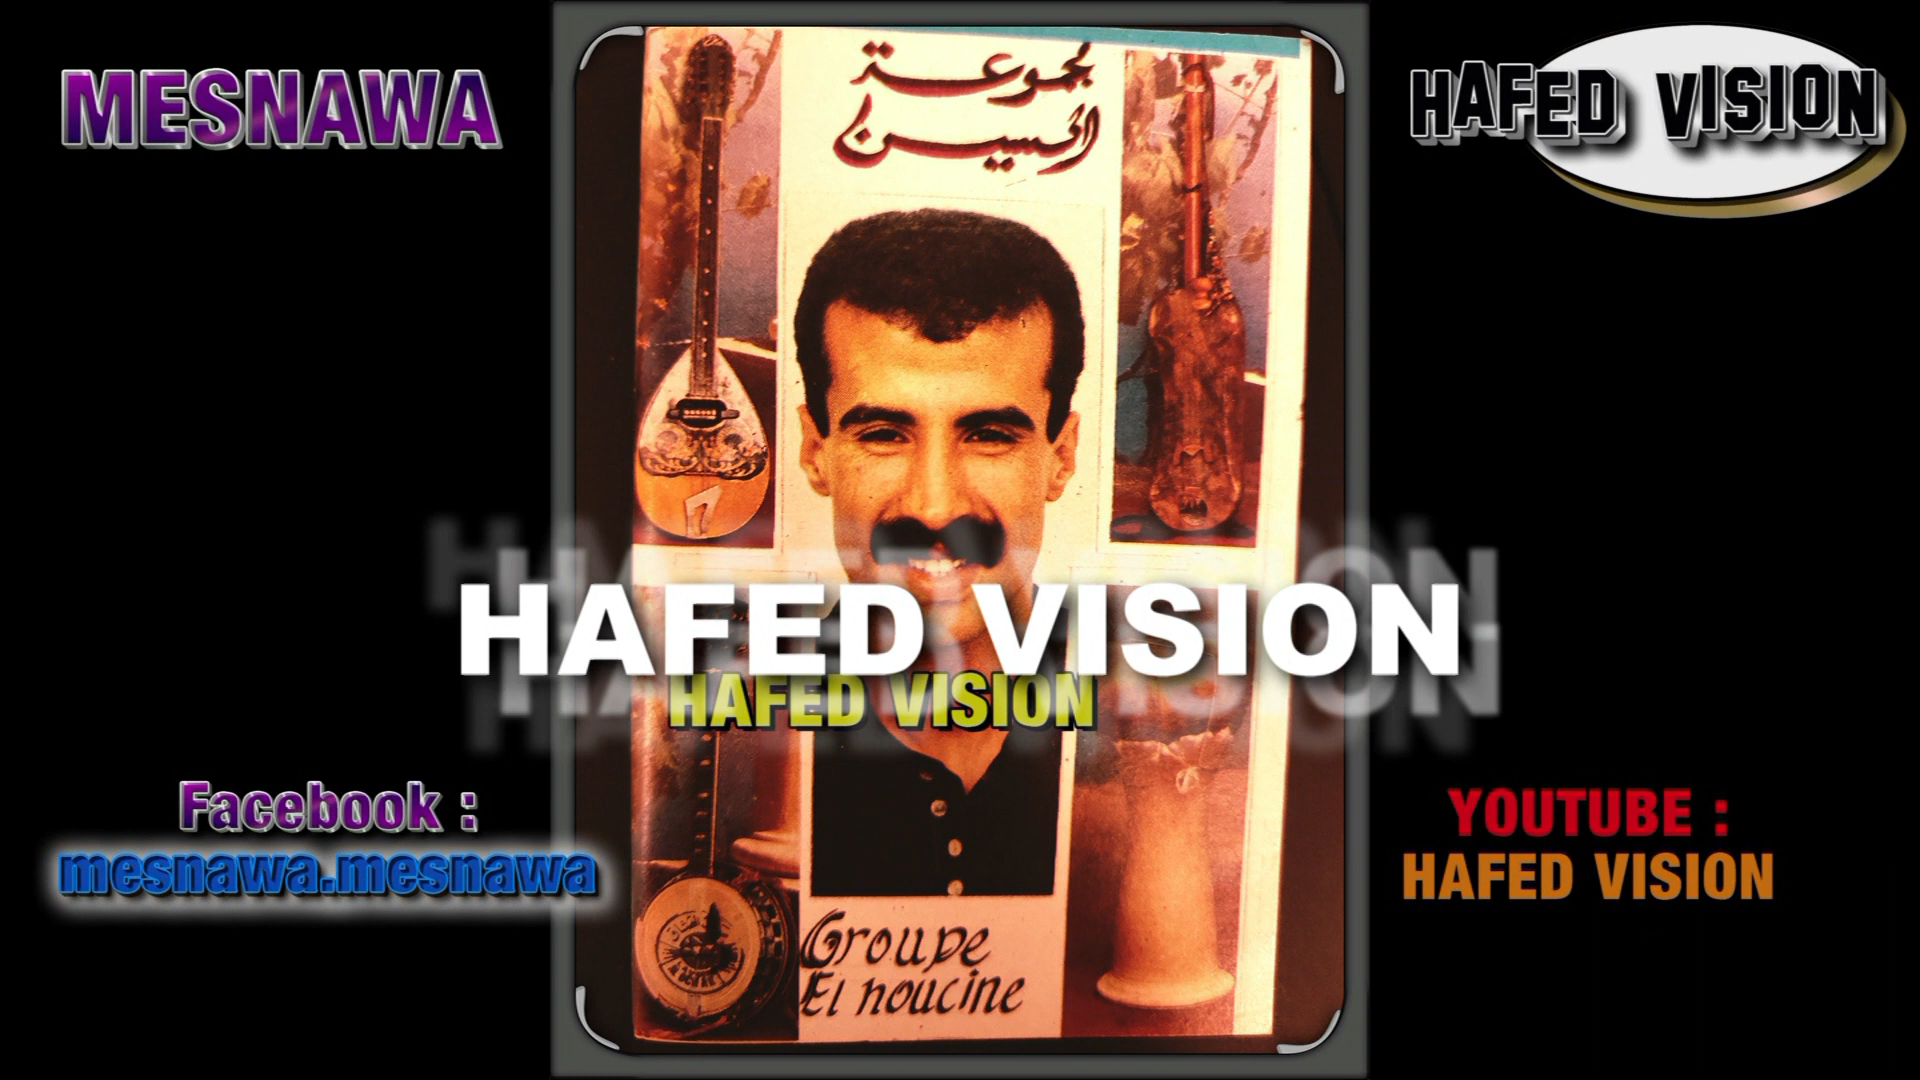 MESNAWA
HAFED VISION
مجموعة
الحسين
HAFED VISION
HAFED VISION
Facebook :
mesnawa.mesnawa
YOUTUBE :
HAFED VISION
Groupe
El houcine